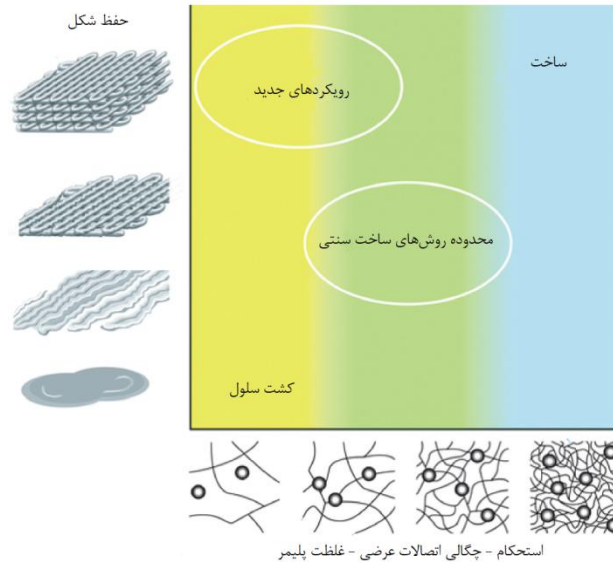 حفظ شکل
ساخت
رویکردهای جدید
محدوده روش‌های ساخت سنتی
کشت سلول
استحکام - چگالی اتصالات عرضی - غلظت پلیمر